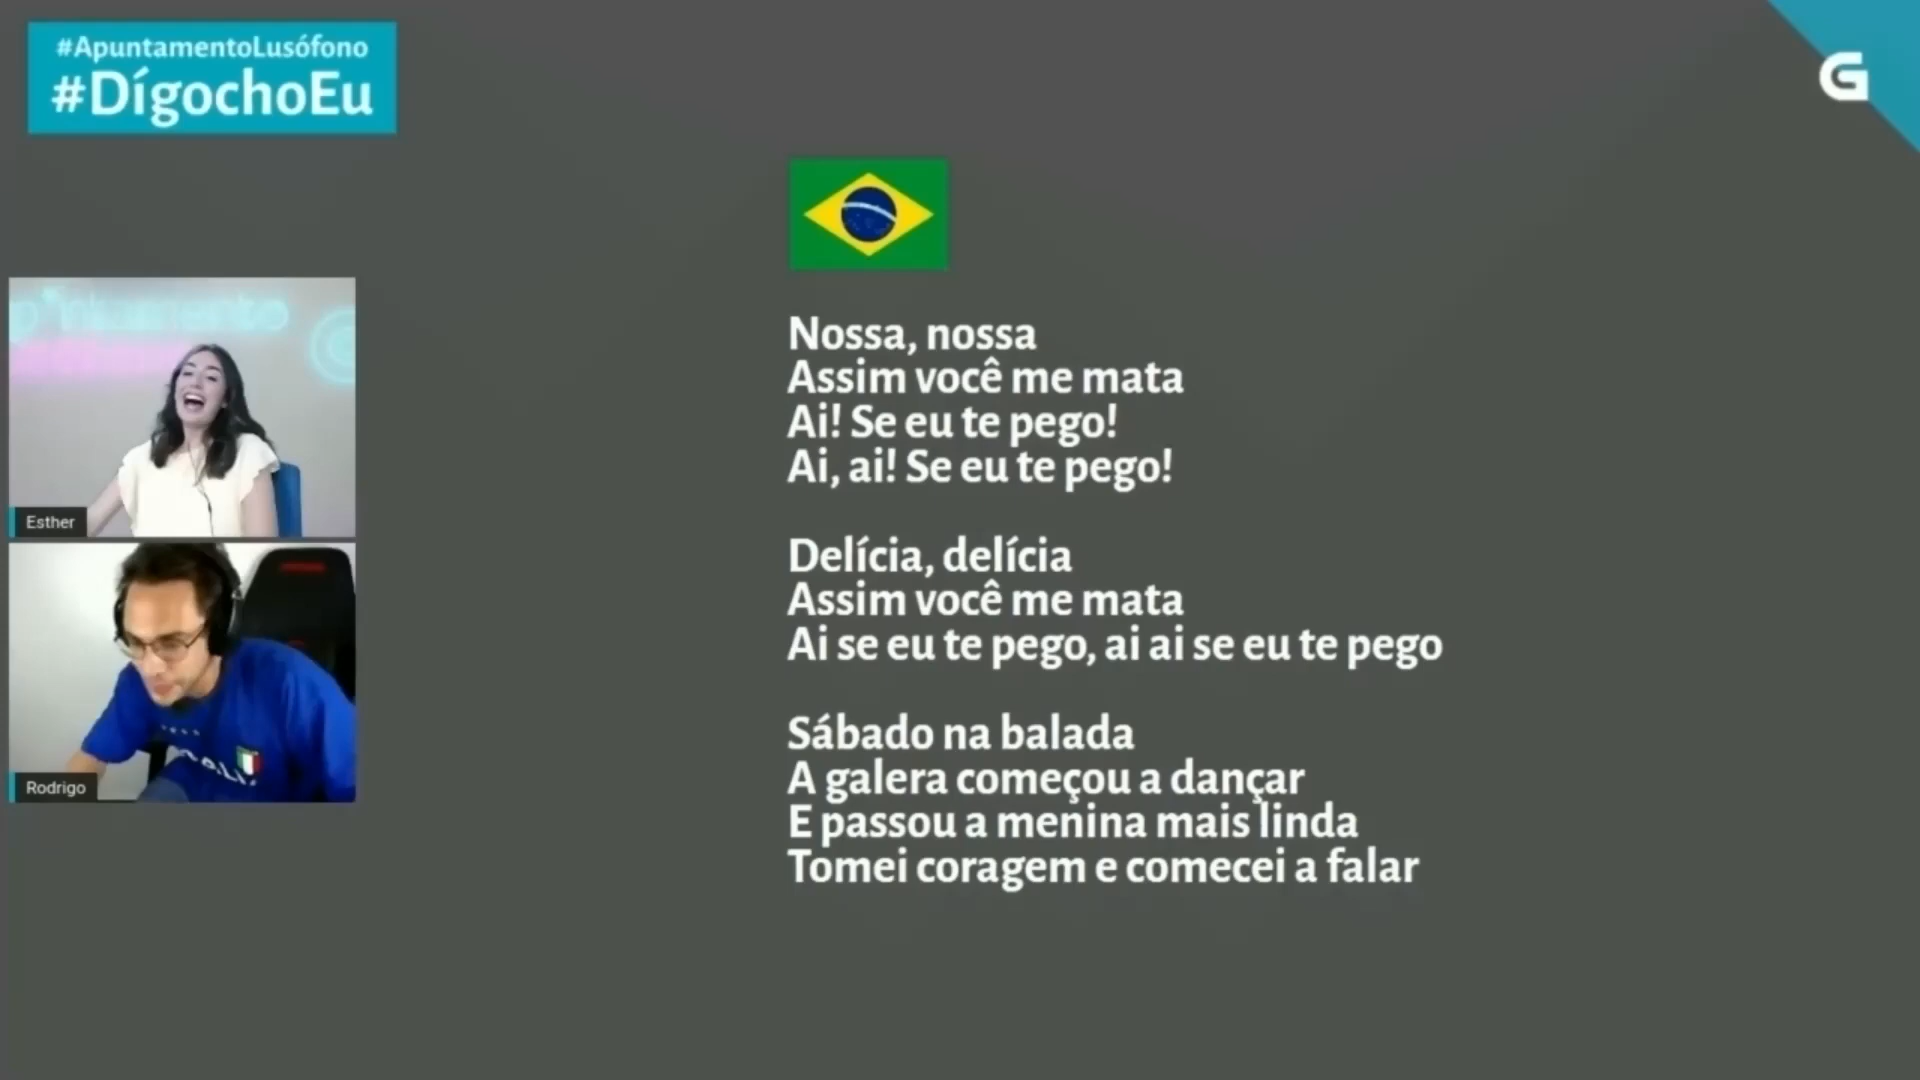 #ApuntamentoLusófono
#DígochoEu
G
Nossa, nossa
Assim você me mata
Ai! Se eu te pego!
Ai, ai! Se eu te pego!
Delícia, delícia
Assim você me mata
Ai se eu te pego, ai ai se eu te pego
Sábado na balada
A galera começou a dançar
E passou a menina mais linda
Tomei coragem e comecei a falar
Esther
Rodrigo